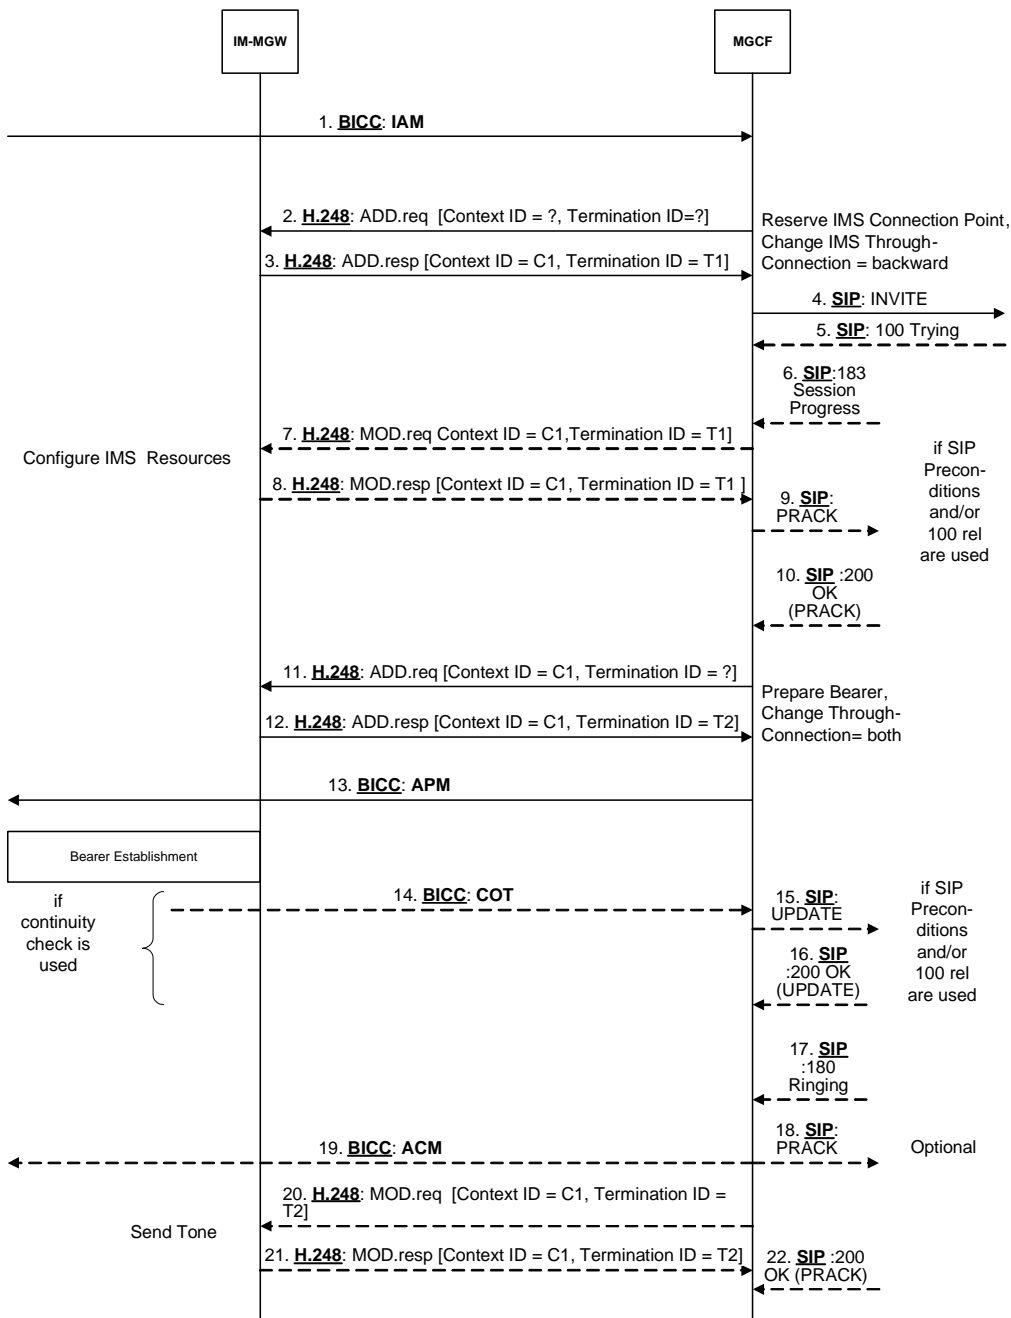 IM-MGW
MGCF
1. BICC: IAM
2. H.248: ADD.req [Context ID = ?, Termination ID=?]
Reserve IMS Connection Point,
Change IMS Through-
Connection = backward
3. H.248: ADD.resp [Context ID = C1, Termination ID = T1]
4. SIP: INVITE
5. SIP: 100 Trying
6. SIP:183
Session
Progress
7. H.248: MOD.req Context ID = C1,Termination ID = T1]
Configure IMS Resources
8. H.248: MOD.resp [Context ID = C1, Termination ID = T1 ]
9. SIP:
PRACK
if SIP
Precon-
ditions
and/or
100 rel
are used
10. SIP :200
OK
(PRACK)
11. H.248: ADD.req [Context ID = C1, Termination ID = ?]
Prepare Bearer,
Change Through-
Connection= both
12. H.248: ADD.resp [Context ID = C1, Termination ID = T2]
13. BICC: APM
Bearer Establishment
if
continuity
check is
used
14. BICC: COT
15. SIP:
UPDATE
if SIP
Precon-
ditions
and/or
100 rel
are used
16. SIP
:200 OK
(UPDATE)
17. SIP
:180
Ringing
18. SIP:
PRACK
Optional
19. BICC: ACM
20. H.248: MOD.req [Context ID = C1, Termination ID =
T2]
Send Tone
21. H.248: MOD.resp [Context ID = C1, Termination ID = T2]
22. SIP :200
OK (PRACK)